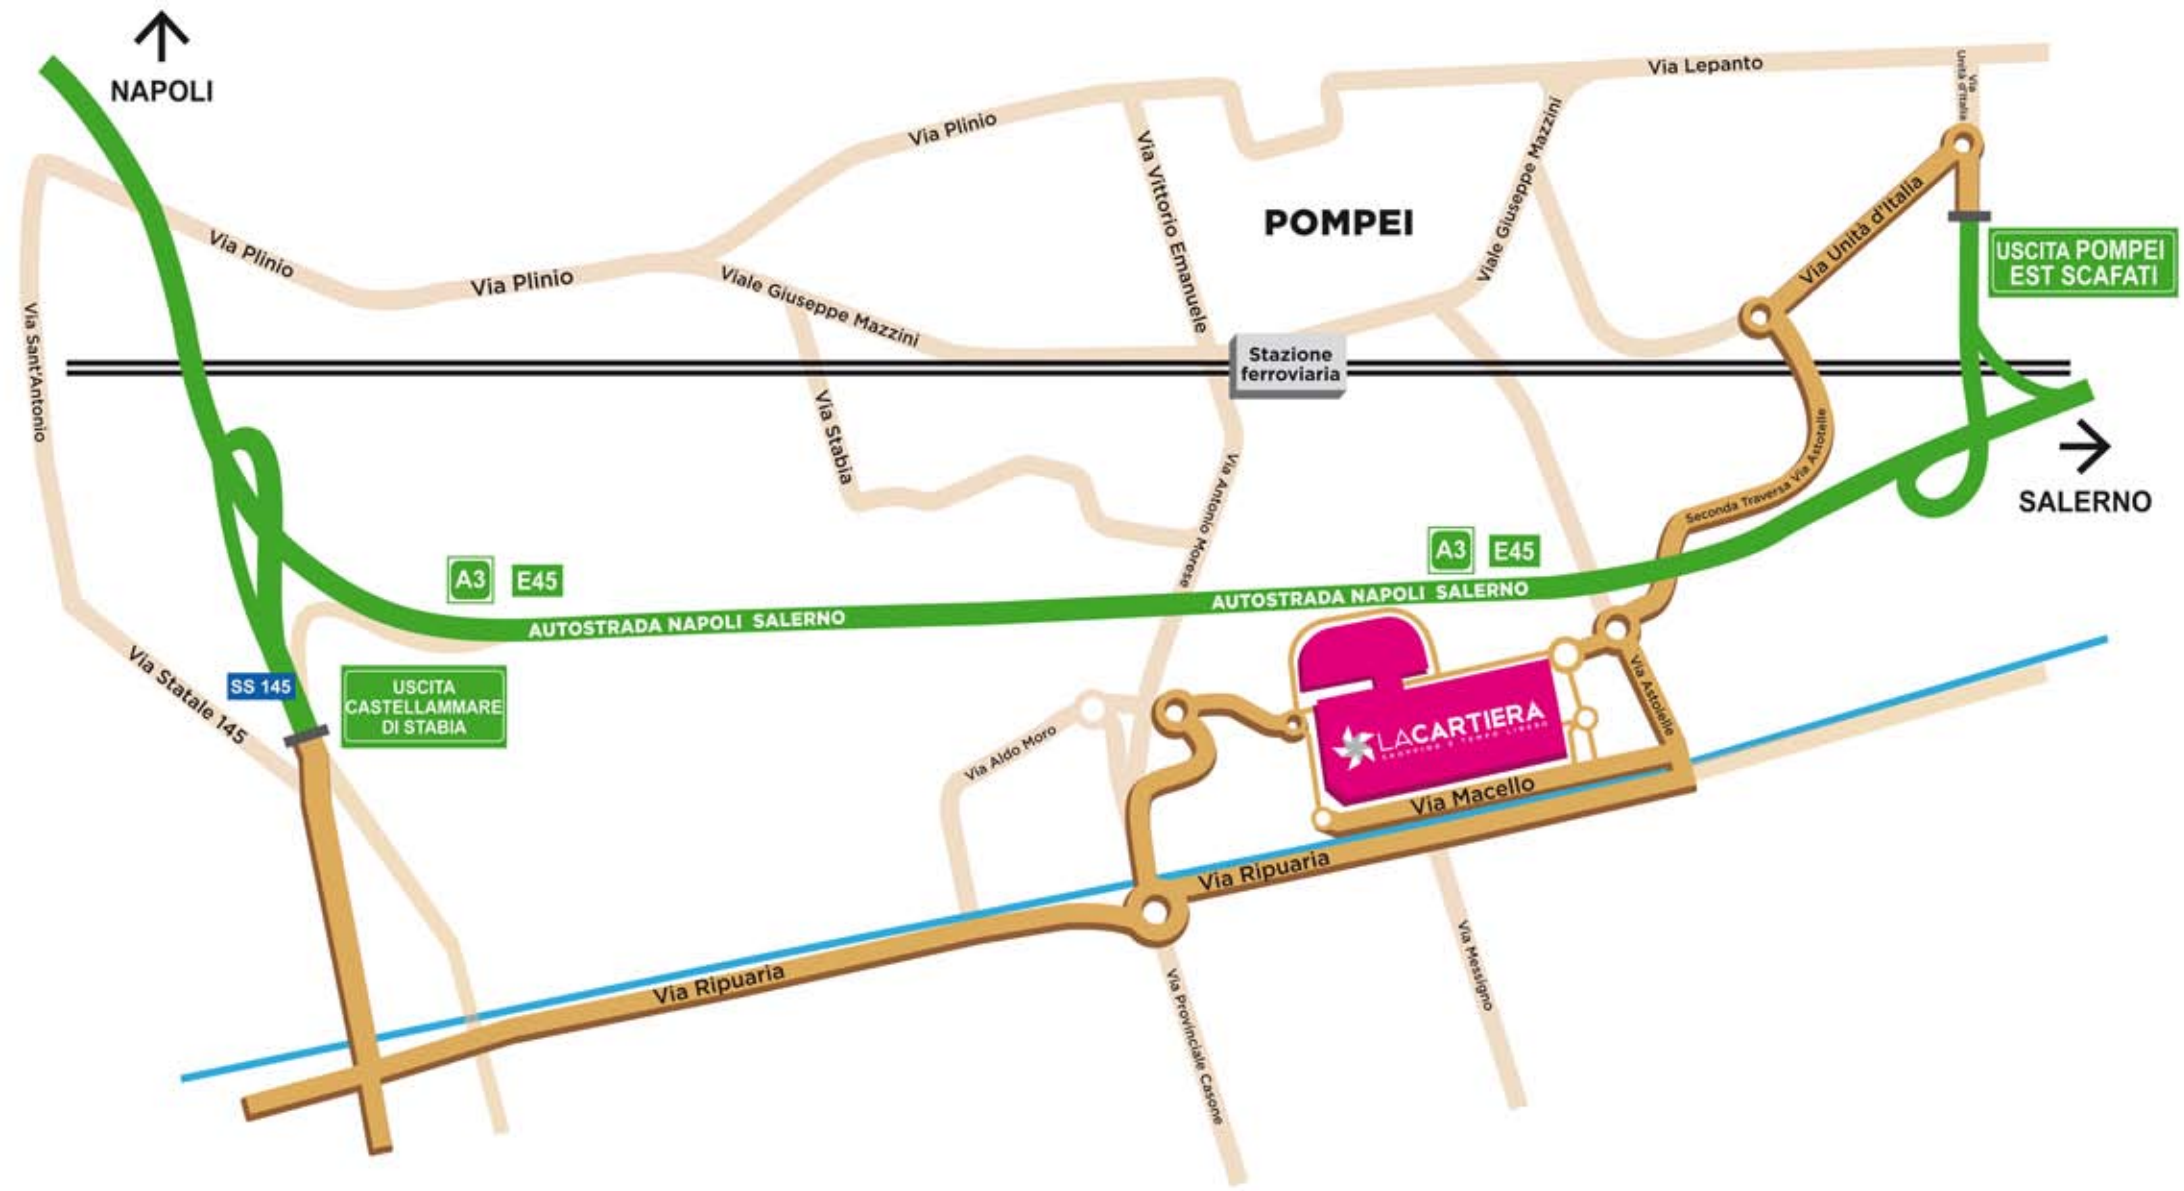 NAPOLI
Via Lepanto
Via
Unità d'Italia
Via Plinio
Via Vittorio Emanuele
POMPEI
Viale Giuseppe Mazzini
Via Unità d'Italia
USCITA POMPEI
EST SCAFATI
Via Plinio
Via Plinio
Viale Giuseppe Mazzini
Via Sant'Antonio
Stazione
ferroviaria
Via Stabia
Via Antonio Morese
Seconda Traversa Via Astolelle
SALERNO
A3 E45
A3 E45
AUTOSTRADA NAPOLI SALERNO
AUTOSTRADA NAPOLI SALERNO
Via Statale 145
SS 145
USCITA
CASTELLAMMARE
DI STABIA
Via Astolelle
Via Aldo Moro
LACARTIERA
SHOPPING E TEMPO LIBERO
Via Macello
Via Ripuaria
Via Ripuaria
Via Messigno
Via Provinciale Casone